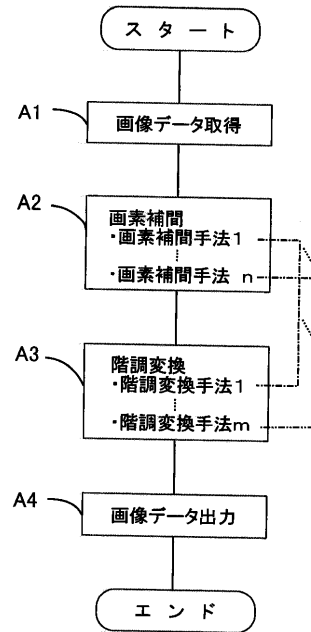 スタート
A1
画像データ取得
A2
画素補間
・画素補間手法1
・画素補間手法 n
A3
階調変換
・階調変換手法1
・階調変換手法m
A4
画像データ出力
エンド